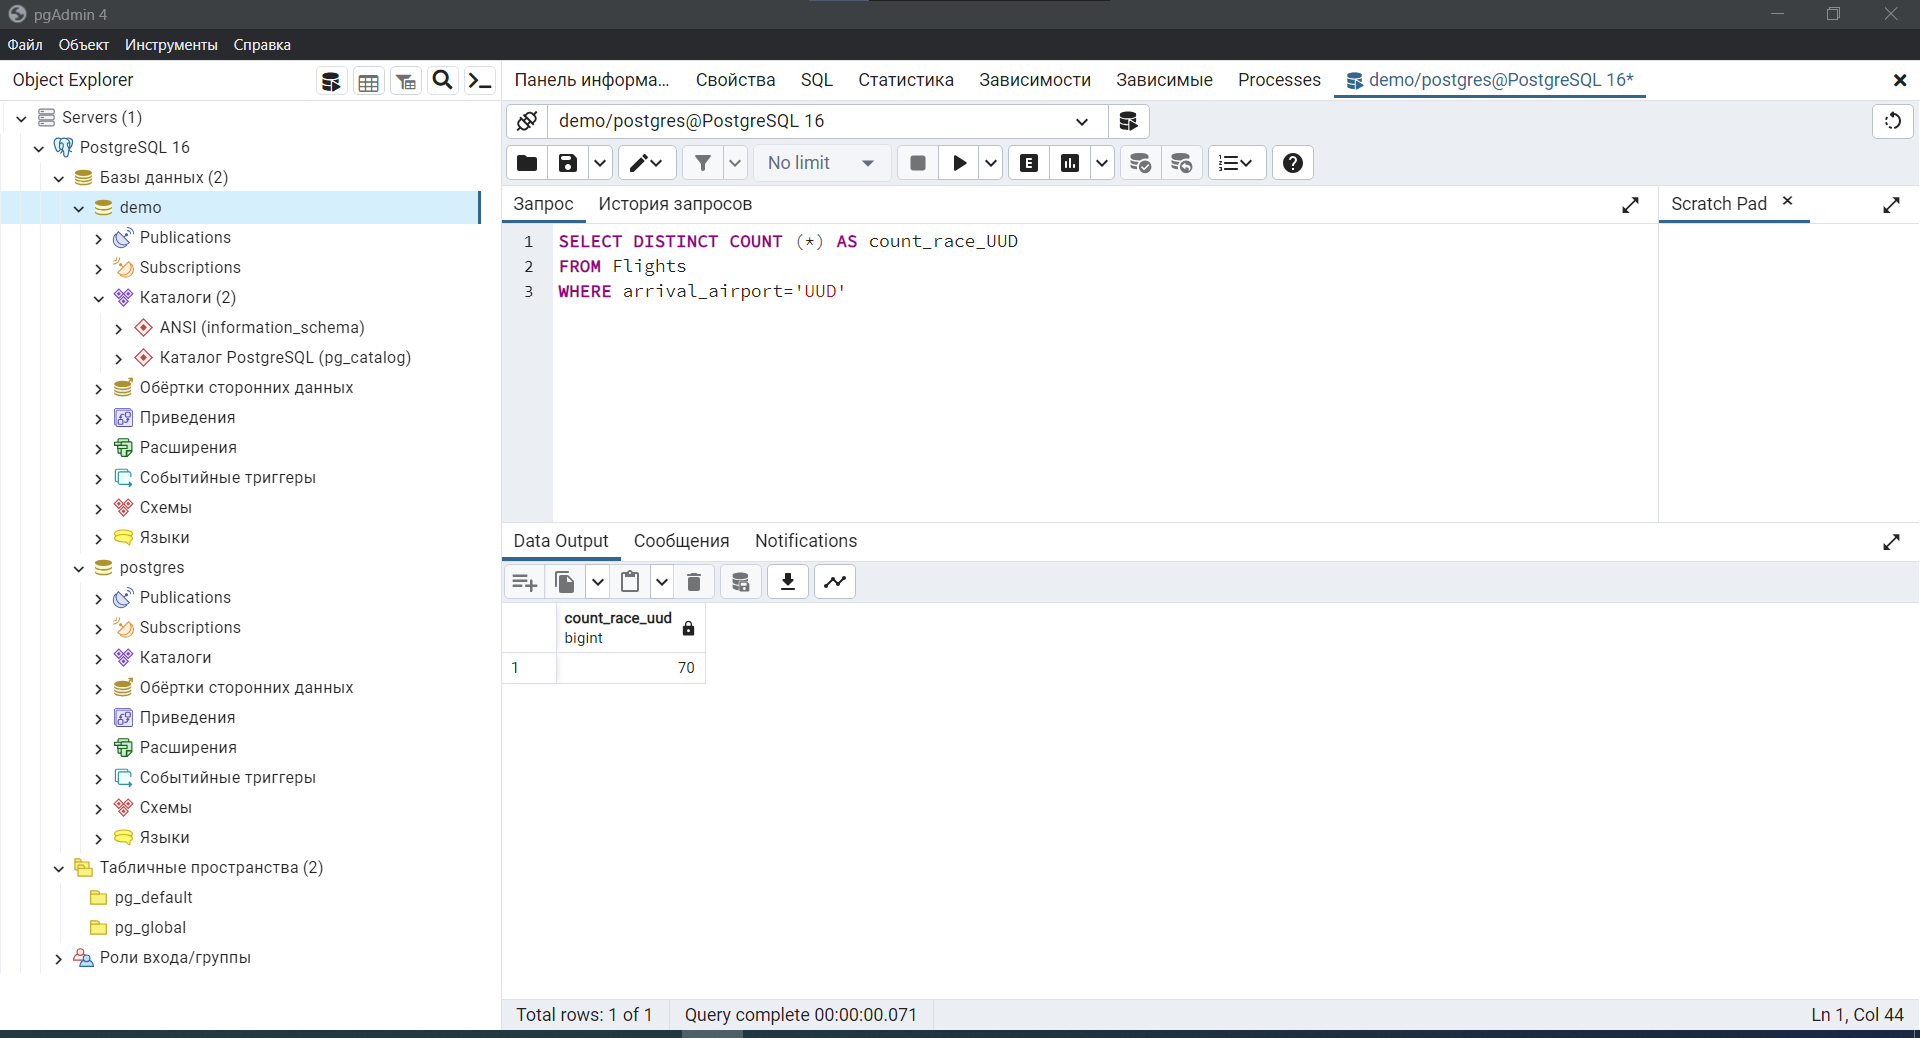 pgAdmin 4
Файл Объект Инструменты Справка
Object Explorer
Servers (1)
PostgreSQL 16
Базы данных (2)
demo
Publications
Subscriptions
Каталоги (2)
ANSI (information_schema)
Каталог PostgreSQL (pg_catalog)
Обёртки сторонних данных
Приведения
Расширения
Событийные триггеры
Схемы
Языки
postgres
Publications
Subscriptions
Каталоги
Обёртки сторонних данных
Приведения
Расширения
Событийные триггеры
Схемы
Языки
Табличные пространства (2)
pg_default
pg_global
Роли входа/группы
Панель информа... Свойства SQL Статистика Зависимости Зависимые Processes demo/postgres@PostgreSQL 16*
demo/postgres@PostgreSQL 16
No limit E
Запрос История запросов
Scratch Pad
1 SELECT DISTINCT COUNT (*) AS count_race_UUD
2 FROM Flights
3 WHERE arrival_airport='UUD'
Data Output Сообщения Notifications
count_race_uud
bigint
1 70
Total rows: 1 of 1 Query complete 00:00:00.071 Ln 1, Col 44